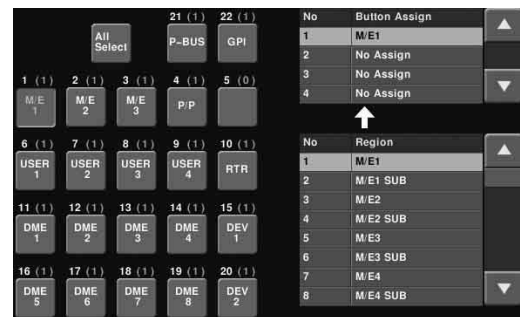 21 (1) 22 (1)
All Select P-BUS GPI
1 (1) 2 (1) 3 (1) 4 (1) 5 (0)
M/E 1 M/E 2 M/E 3 P/P
6 (1) 7 (1) 8 (1) 9 (1) 10 (1)
USER 1 USER 2 USER 3 USER 4 RTR
11 (1) 12 (1) 13 (1) 14 (1) 15 (1)
DME 1 DME 2 DME 3 DME 4 DEV 1
16 (1) 17 (1) 18 (1) 19 (1) 20 (1)
DME 5 DME 6 DME 7 DME 8 DEV 2
No Button Assign
1 M/E1
2 No Assign
3 No Assign
4 No Assign
No Region
1 M/E1
2 M/E1 SUB
3 M/E2
4 M/E2 SUB
5 M/E3
6 M/E3 SUB
7 M/E4
8 M/E4 SUB